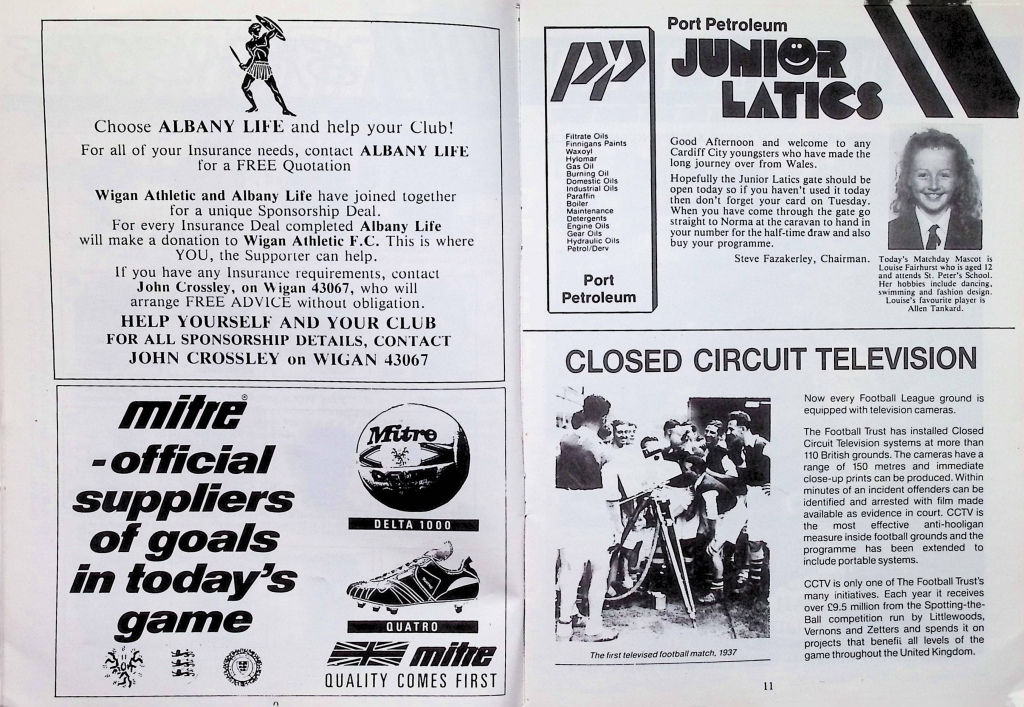 Choose ALBANY LIFE and help your Club!
For all of your Insurance needs, contact ALBANY LIFE
for a FREE Quotation
Wigan Athletic and Albany Life have joined together
for a unique Sponsorship Deal.
For every Insurance Deal completed Albany Life
will make a donation to Wigan Athletic F.C. This is where
YOU, the Supporter can help.
If you have any Insurance requirements, contact
John Crossley, on Wigan 43067, who will
arrange FREE ADVICE without obligation.
HELP YOURSELF AND YOUR CLUB
FOR ALL SPONSORSHIP DETAILS, CONTACT
JOHN CROSSLEY on WIGAN 43067
mitre®
-official
suppliers
of goals
in today's
game
Mitre
DELTA 1000
QUATRO
mitre
QUALITY COMES FIRST
PP
Filtrate Oils
Finnigans Paints
Waxoyl
Hylomar
Gas Oil
Burning Oil
Domestic Oils
Industrial Oils
Paraffin
Boiler
Maintenance
Detergents
Engine Oils
Gear Oils
Hydraulic Oils
Petrol/Derv
Port
Petroleum
Port Petroleum
JUNIOR
LATICS
Good Afternoon and welcome to any
Cardiff City youngsters who have made the
long journey over from Wales.
Hopefully the Junior Latics gate should be
open today so if you haven't used it today
then don't forget your card on Tuesday.
When you have come through the gate go
straight to Norma at the caravan to hand in
your number for the half-time draw and also
buy your programme.
Steve Fazakerley, Chairman.
Today's Matchday Mascot is
Louise Fairhurst who is aged 12
and attends St. Peter's School.
Her hobbies include dancing,
swimming and fashion design.
Louise's favourite player is
Allen Tankard.
CLOSED CIRCUIT TELEVISION
The first televised football match, 1937
Now every Football League ground is
equipped with television cameras.
The Football Trust has installed Closed
Circuit Television systems at more than
110 British grounds. The cameras have a
range of 150 metres and immediate
close-up prints can be produced. Within
minutes of an incident offenders can be
identified and arrested with film made
available as evidence in court. CCTV is
the most effective anti-hooligan
measure inside football grounds and the
programme has been extended to
include portable systems.
CCTV is only one of The Football Trust's
many initiatives. Each year it receives
over £9.5 million from the Spotting-the-
Ball competition run by Littlewoods,
Vernons and Zetters and spends it on
projects that benefit all levels of the
game throughout the United Kingdom.
11